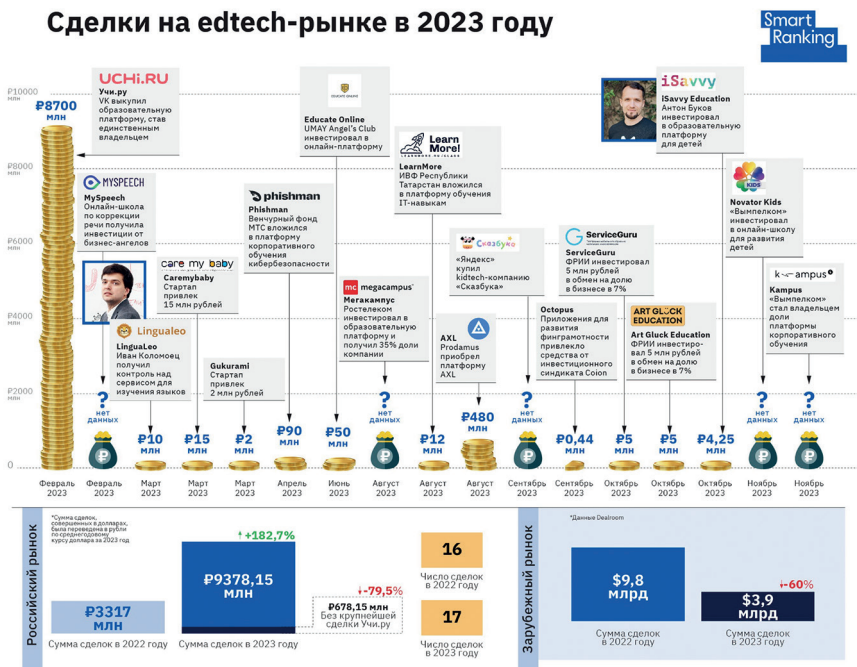 Сделки на edtech-рынке в 2023 году
Smart
Ranking
₽10000
млн
₽8000
млн
₽6000
млн
₽4000
млн
₽2000
млн
0
₽8700
млн
UCHi.RU
Учи.ру
VK выкупил
образовательную
платформу, став
единственным
владельцем
MYSPEECH
MySpeech
Онлайн-школа
по коррекции
речи получила
инвестиции от
бизнес-ангелов
?
нет
данных
Lingualeo
LinguaLeo
Иван Коломоец
получил
контроль над
сервисом для
изучения языков
₽10
млн
care my baby
Caremybaby
Стартап
привлек
15 млн рублей
₽15
млн
Gukurami
Стартап
привлек
2 млн рублей
₽2
млн
phishman
Phishman
Венчурный фонд
МТС вложился
в платформу
корпоративного
обучения
кибербезопасности
₽90
млн
EDUCATE ONLINE
Educate Online
UMAY Angel's Club
инвестировал в
онлайн-платформу
₽50
млн
mc megacampus
Мегакампус
Ростелеком
инвестировал в
образовательную
платформу и
получил 35% доли
компании
?
нет
данных
Learn
More!
LearnMore
ИВФ Республики
Татарстан вложился
в платформу обучения
IT-навыкам
₽12
млн
AXL
Prodamus
приобрел
платформу
AXL
₽480
млн
Сказбука
«Яндекс»
купил
kidtech-компанию
«Сказбука»
?
нет
данных
Octopus
Приложения для
развития
финграмотности
привлекло
средства от
инвестиционного
синдиката Coion
₽0,44
млн
ServiceGuru
ServiceGuru
ФРИИ инвестировал
5 млн рублей
в обмен на долю
в бизнесе в 7%
₽5
млн
ART GLÜCK
EDUCATION
Art Gluck Education
ФРИИ инвестиро-
вал 5 млн рублей
в обмен на долю
в бизнесе в 7%
₽5
млн
iSavvy
iSavvy Education
Антон Буков
инвестировал
в образовательную
платформу
для детей
₽4,25
млн
KIDS
Novator Kids
«Вымпелком»
инвестировал
в онлайн-школу
для развития
детей
?
нет
данных
kampus
Kampus
«Вымпелком»
стал владельцем
доли
платформы
корпоративного
обучения
?
нет
данных
Февраль
2023
Февраль
2023
Март
2023
Март
2023
Март
2023
Апрель
2023
Июнь
2023
Август
2023
Август
2023
Август
2023
Сентябрь
2023
Сентябрь
2023
Октябрь
2023
Октябрь
2023
Октябрь
2023
Ноябрь
2023
Ноябрь
2023
Российский рынок
*Сумма сделок,
совершенных в долларах,
была переведена в рубли
по среднегодовому
курсу доллара за 2023 год
₽3317
млн
Сумма сделок в 2022 году
+182,7%
₽9378,15
млн
Сумма сделок в 2023 году
-79,5%
₽678,15 млн
Без крупнейшей
сделки Учи.ру
16
Число сделок
в 2022 году
17
Число сделок
в 2023 году
Зарубежный рынок
*Данные Dealroom
$9,8
млрд
Сумма сделок
в 2022 году
-60%
$3,9
млрд
Сумма сделок
в 2023 году